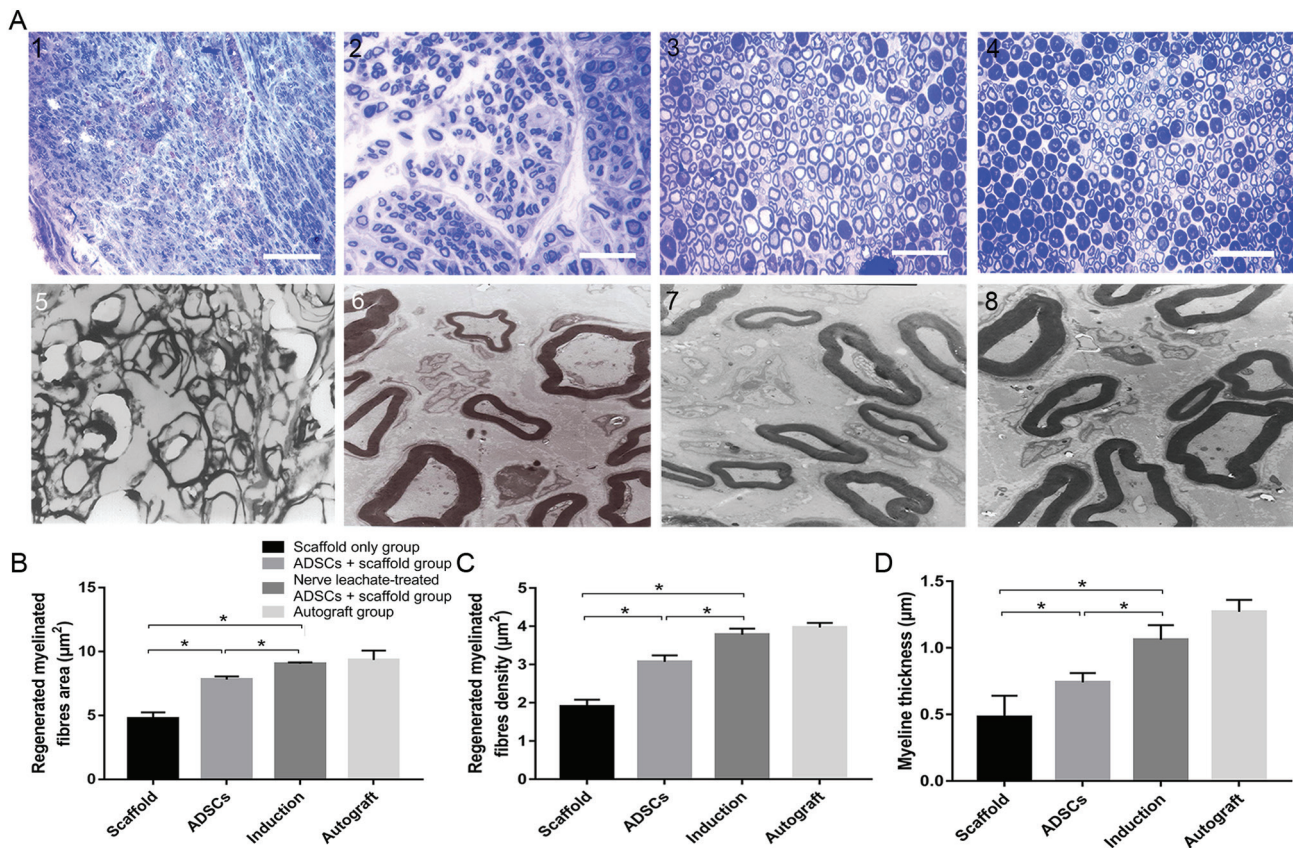 A
1
2
3
4
5
6
7
8
B
Scaffold only group
ADSCs + scaffold group
Nerve leachate-treated
ADSCs + scaffold group
Autograft group
Regenerated myelinated
fibres area (μm²)
15
10
5
0
*
*
*
Scaffold
ADSCs
Induction
Autograft
C
Regenerated myelinated
fibres density (μm²)
5
4
3
2
1
0
*
*
*
Scaffold
ADSCs
Induction
Autograft
D
Myeline thickness (μm)
1.5
1.0
0.5
0.0
*
*
*
Scaffold
ADSCs
Induction
Autograft